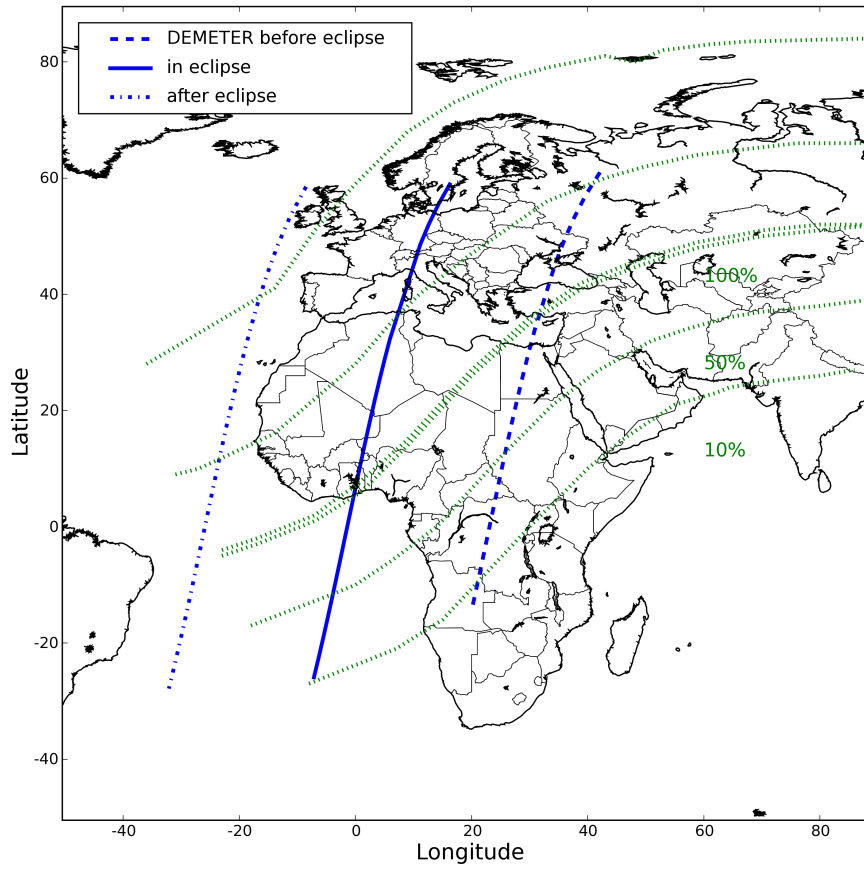 DEMETER before eclipse
in eclipse
after eclipse
80
60
40
20
0
-20
-40
Latitude
100%
50%
10%
-40 -20 0 20 40 60 80
Longitude